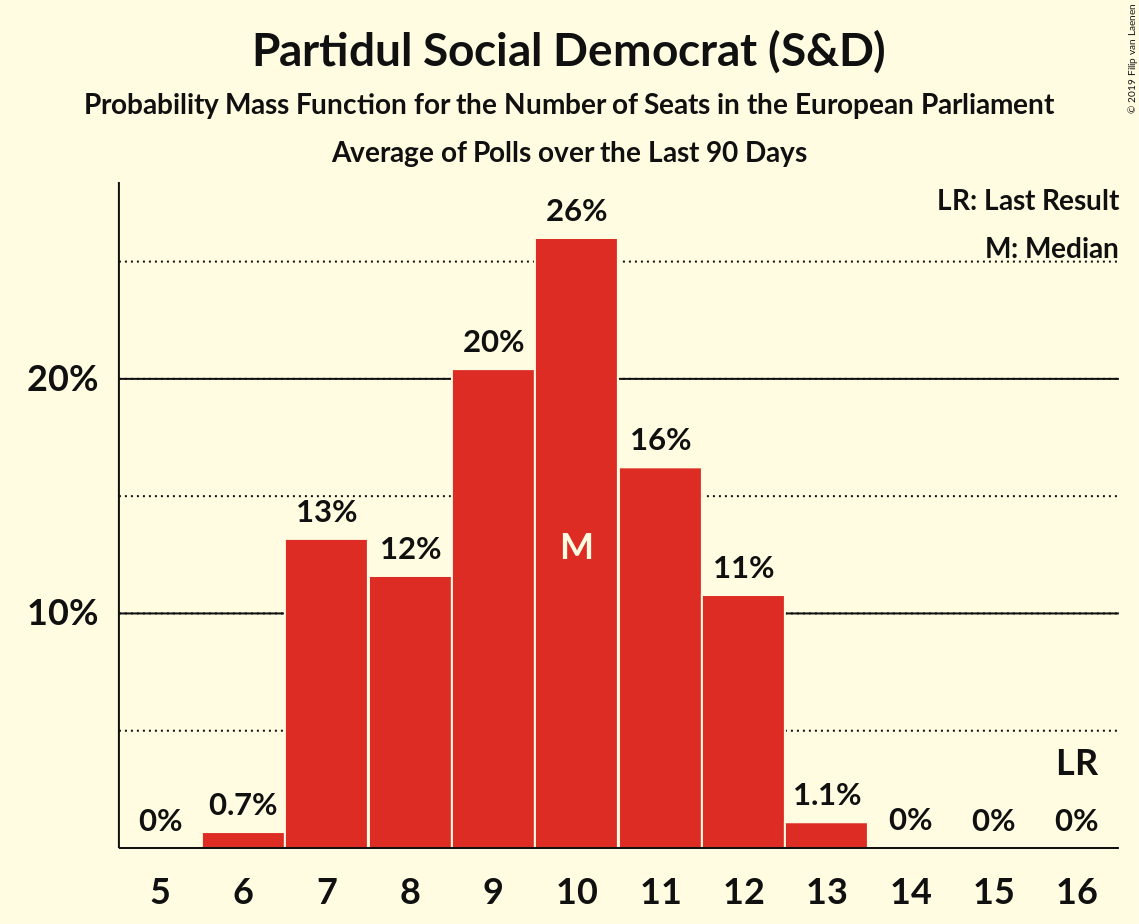 Partidul Social Democrat (S&D)
Probability Mass Function for the Number of Seats in the European Parliament
Average of Polls over the Last 90 Days
© 2019 Filip van Laenen
LR: Last Result
M: Median
20%
10%
0%
0.7%
13%
12%
20%
26%
16%
11%
1.1%
0%
0%
0%
M
LR
5 6 7 8 9 10 11 12 13 14 15 16